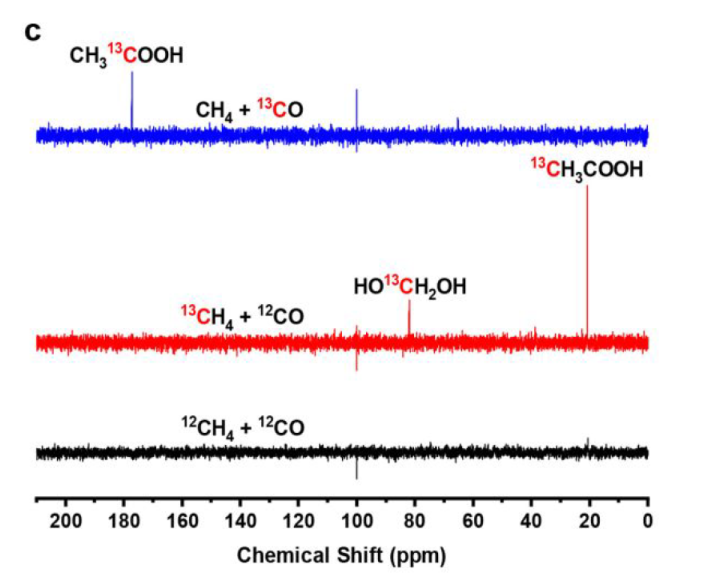 c
CH₃¹³COOH
CH₄ + ¹³CO
¹³CH₃COOH
HO¹³CH₂OH
¹³CH₄ + ¹²CO
¹²CH₄ + ¹²CO
200 180 160 140 120 100 80 60 40 20 0
Chemical Shift (ppm)